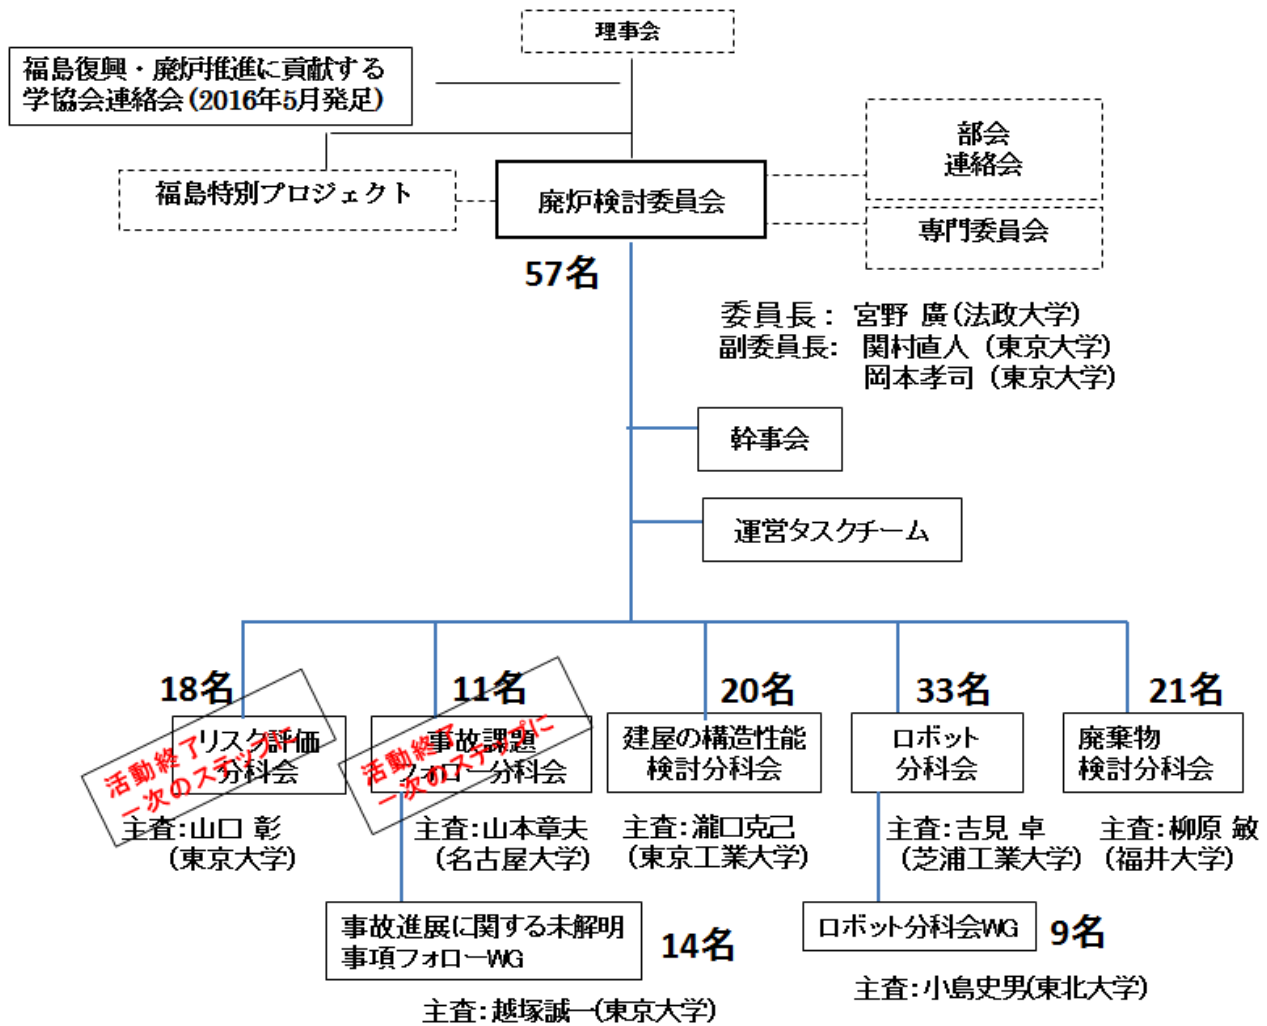 理事会
福島復興・廃炉推進に貢献する
学協会連絡会(2016年5月発足)
部会
連絡会
福島特別プロジェクト
廃炉検討委員会
専門委員会
57名
委員長： 宮野 廣(法政大学)
副委員長： 関村直人 (東京大学)
岡本孝司 (東京大学)
幹事会
運営タスクチーム
18名
11名
20名
33名
21名
リスク評価
分科会
活動終了
－次のステップに
事故課題
フォロー分科会
活動終了
－次のステップに
建屋の構造性能
検討分科会
ロボット
分科会
廃棄物
検討分科会
主査：山口 彰
(東京大学)
主査：山本章夫
(名古屋大学)
主査：瀧口克己
(東京工業大学)
主査：吉見 卓
(芝浦工業大学)
主査：柳原 敏
(福井大学)
事故進展に関する未解明
事項フォローWG
14名
ロボット分科会WG
9名
主査：越塚誠一(東京大学)
主査：小島史男(東北大学)